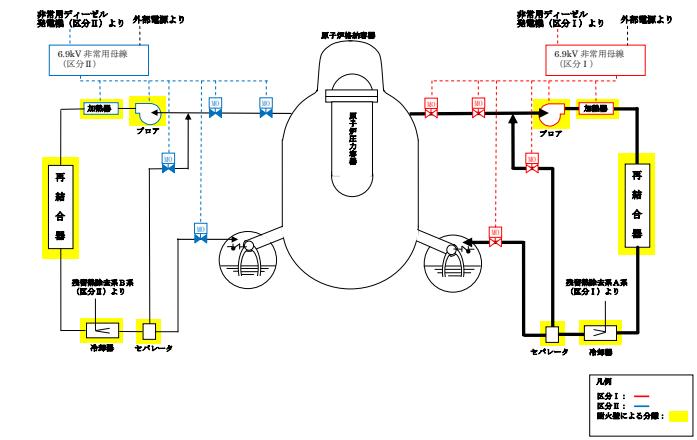 非常用ディーゼル
発電機（区分Ⅱ）より
外部電源より
6.9kV 非常用母線
（区分Ⅱ）
原子炉格納容器
非常用ディーゼル
発電機（区分Ⅰ）より
外部電源より
6.9kV 非常用母線
（区分Ⅰ）
加熱器
ブロア
MO
MO
MO
MO
再結合器
原子炉圧力容器
MO
MO
MO
MO
ブロア
加熱器
再結合器
残留熱除去系B系
（区分Ⅱ）より
冷却器
セパレータ
残留熱除去系A系
（区分Ⅰ）より
セパレータ
冷却器
凡例
区分Ⅰ：
区分Ⅱ：
耐火壁による分離：